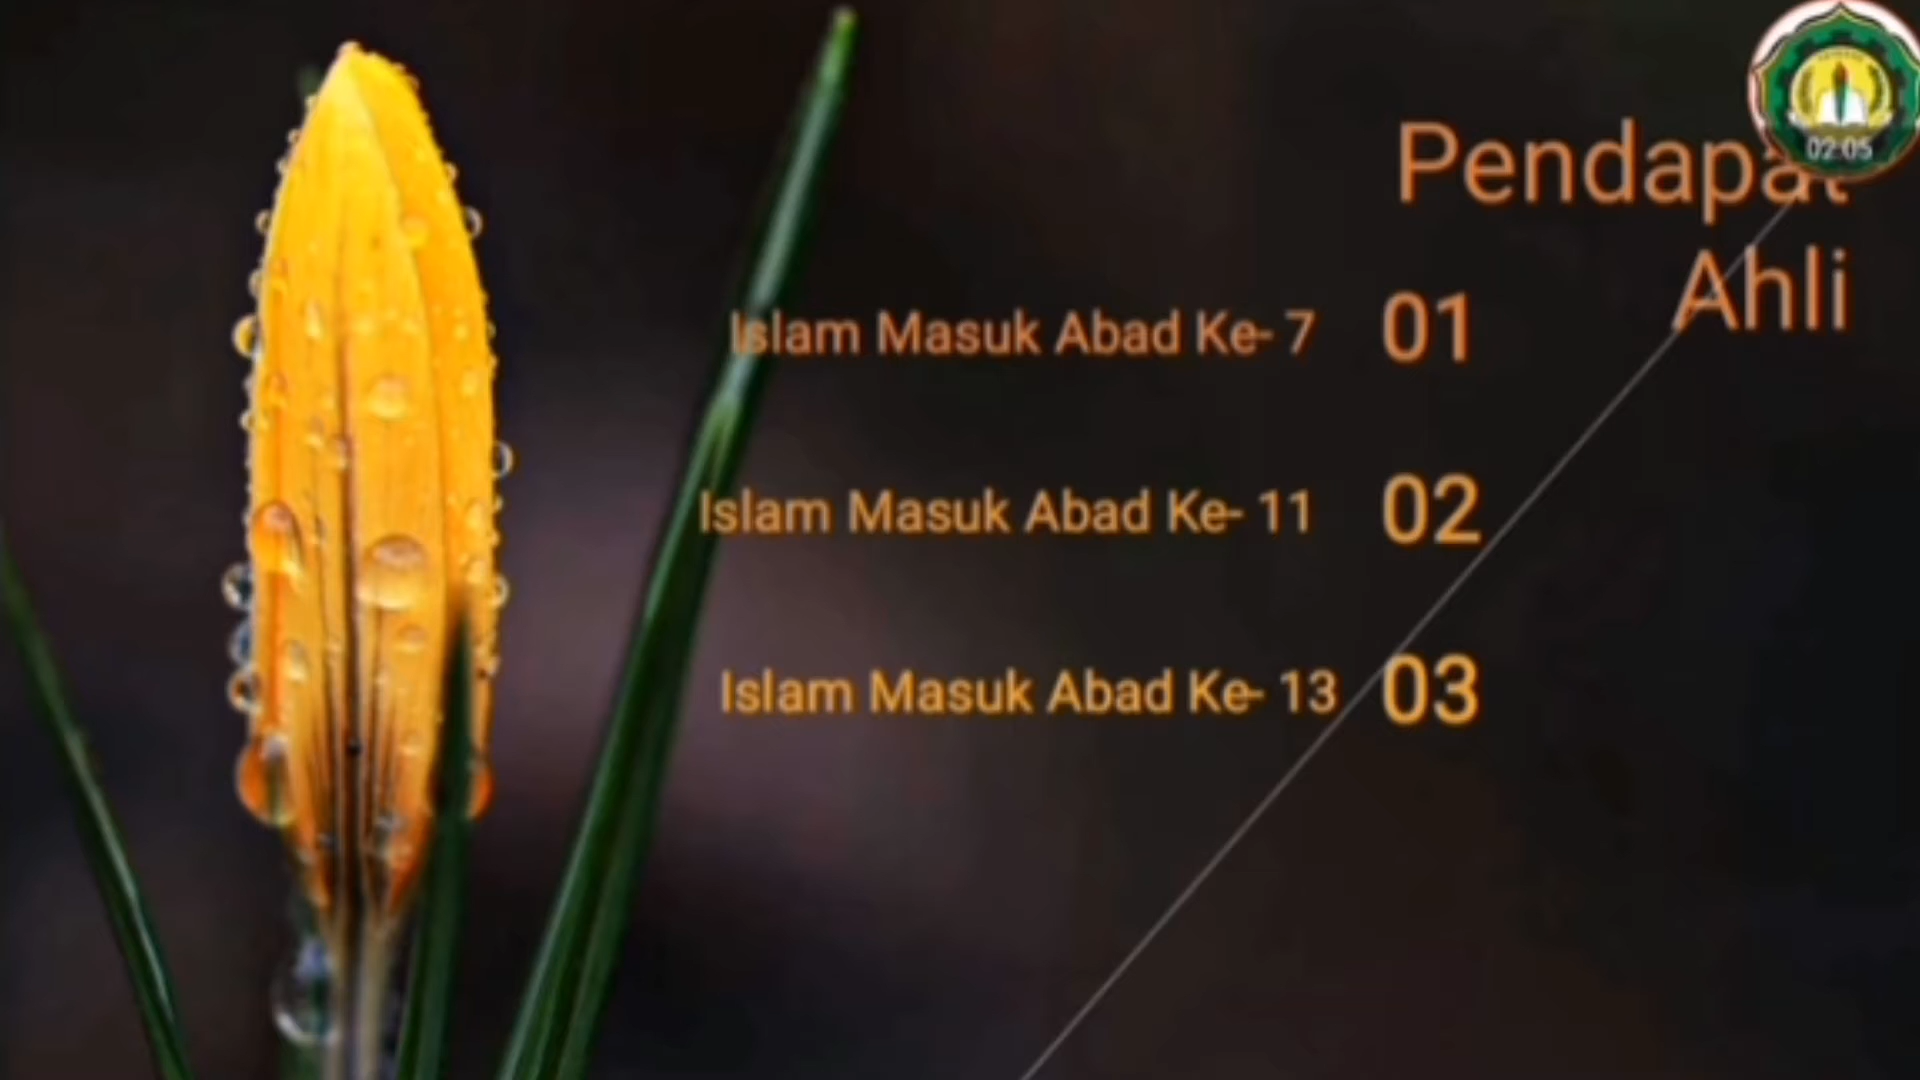 02:05
Pendapat
Ahli
Islam Masuk Abad Ke- 7 01
Islam Masuk Abad Ke- 11 02
Islam Masuk Abad Ke- 13 03